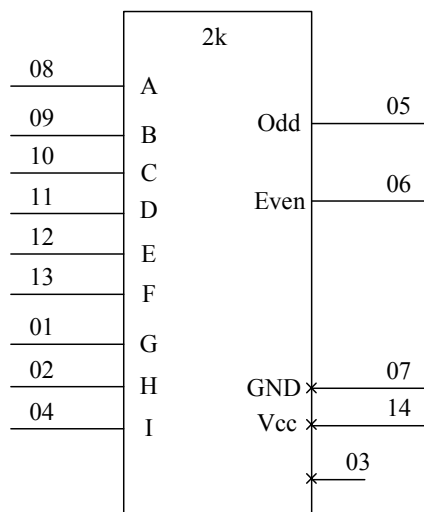 2k
08 A
09 B
10 C
11 D
12 E
13 F
01 G
02 H
04 I
Odd 05
Even 06
GND 07
Vcc 14
03